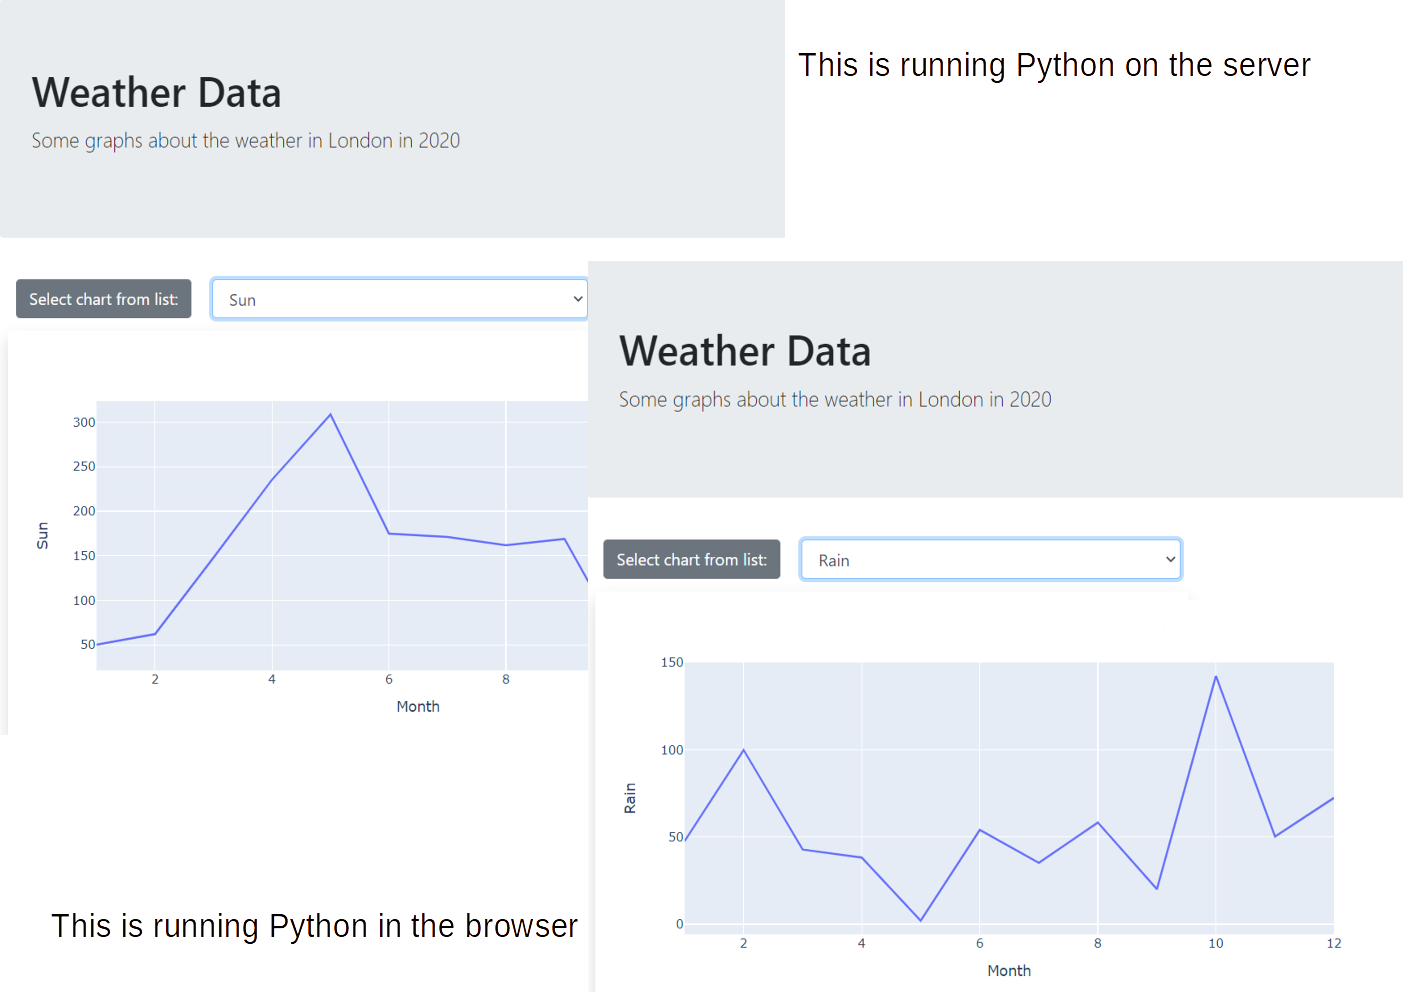 Weather Data
Some graphs about the weather in London in 2020
This is running Python on the server
Select chart from list:
Sun
300
250
200
150
100
50
Sun
2
4
6
8
Month
Weather Data
Some graphs about the weather in London in 2020
Select chart from list:
Rain
150
100
50
0
Rain
2
4
6
8
10
12
Month
This is running Python in the browser